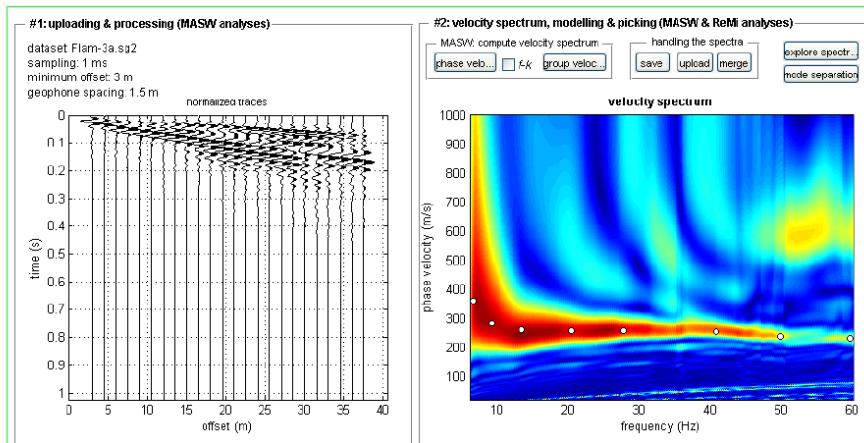 #1: uploading & processing (MASW analyses)
dataset Flam-3a.sg2
sampling: 1 ms
minimum offset: 3 m
geophone spacing: 1.5 m
normalized traces
0
0.1
0.2
0.3
0.4
0.5
0.6
0.7
0.8
0.9
1
time (s)
0 5 10 15 20 25 30 35 40
offset (m)
#2: velocity spectrum, modelling & picking (MASW & ReMi analyses)
MASW: compute velocity spectrum
phase velo... f-k group veloc...
handling the spectra
save upload merge
explore spectr...
mode separation
velocity spectrum
1000
900
800
700
600
500
400
300
200
100
phase velocity (m/s)
10 20 30 40 50 60
frequency (Hz)